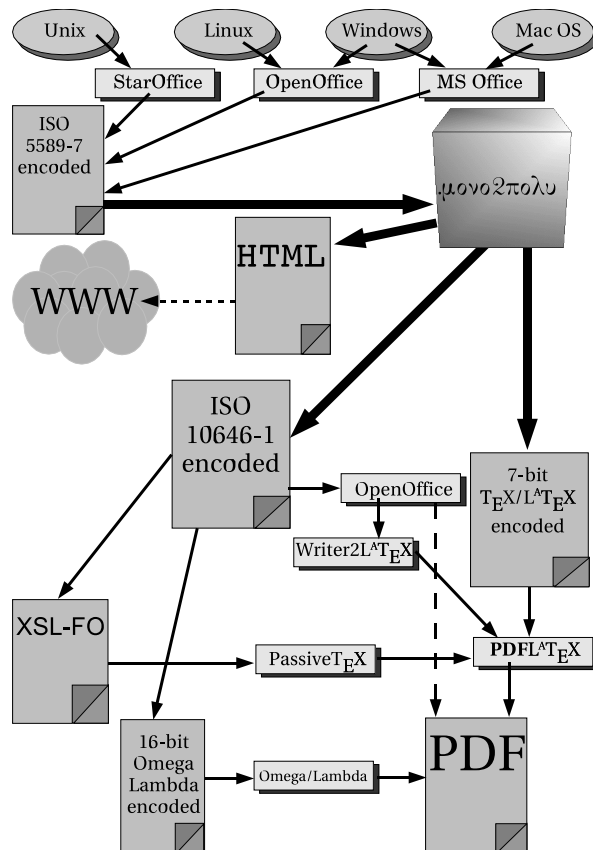 Unix
Linux
Windows
Mac OS
StarOffice
OpenOffice
MS Office
ISO
5589-7
encoded
μονο2πολυ
HTML
WWW
ISO
10646-1
encoded
7-bit
TEX/LATEX
encoded
OpenOffice
Writer2LATEX
XSL-FO
PassiveTEX
PDFLATEX
16-bit
Omega
Lambda
encoded
Omega/Lambda
PDF